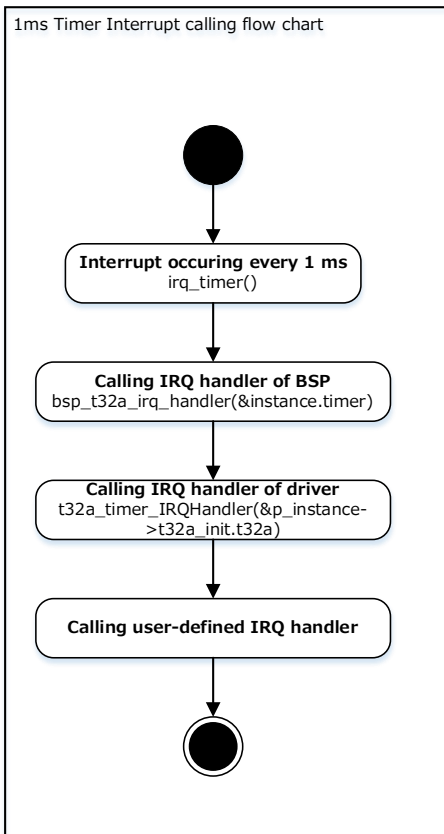 1ms Timer Interrupt calling flow chart
Interrupt occuring every 1 ms
irq_timer()
Calling IRQ handler of BSP
bsp_t32a_irq_handler(&instance.timer)
Calling IRQ handler of driver
t32a_timer_IRQHandler(&p_instance-
>t32a_init.t32a)
Calling user-defined IRQ handler